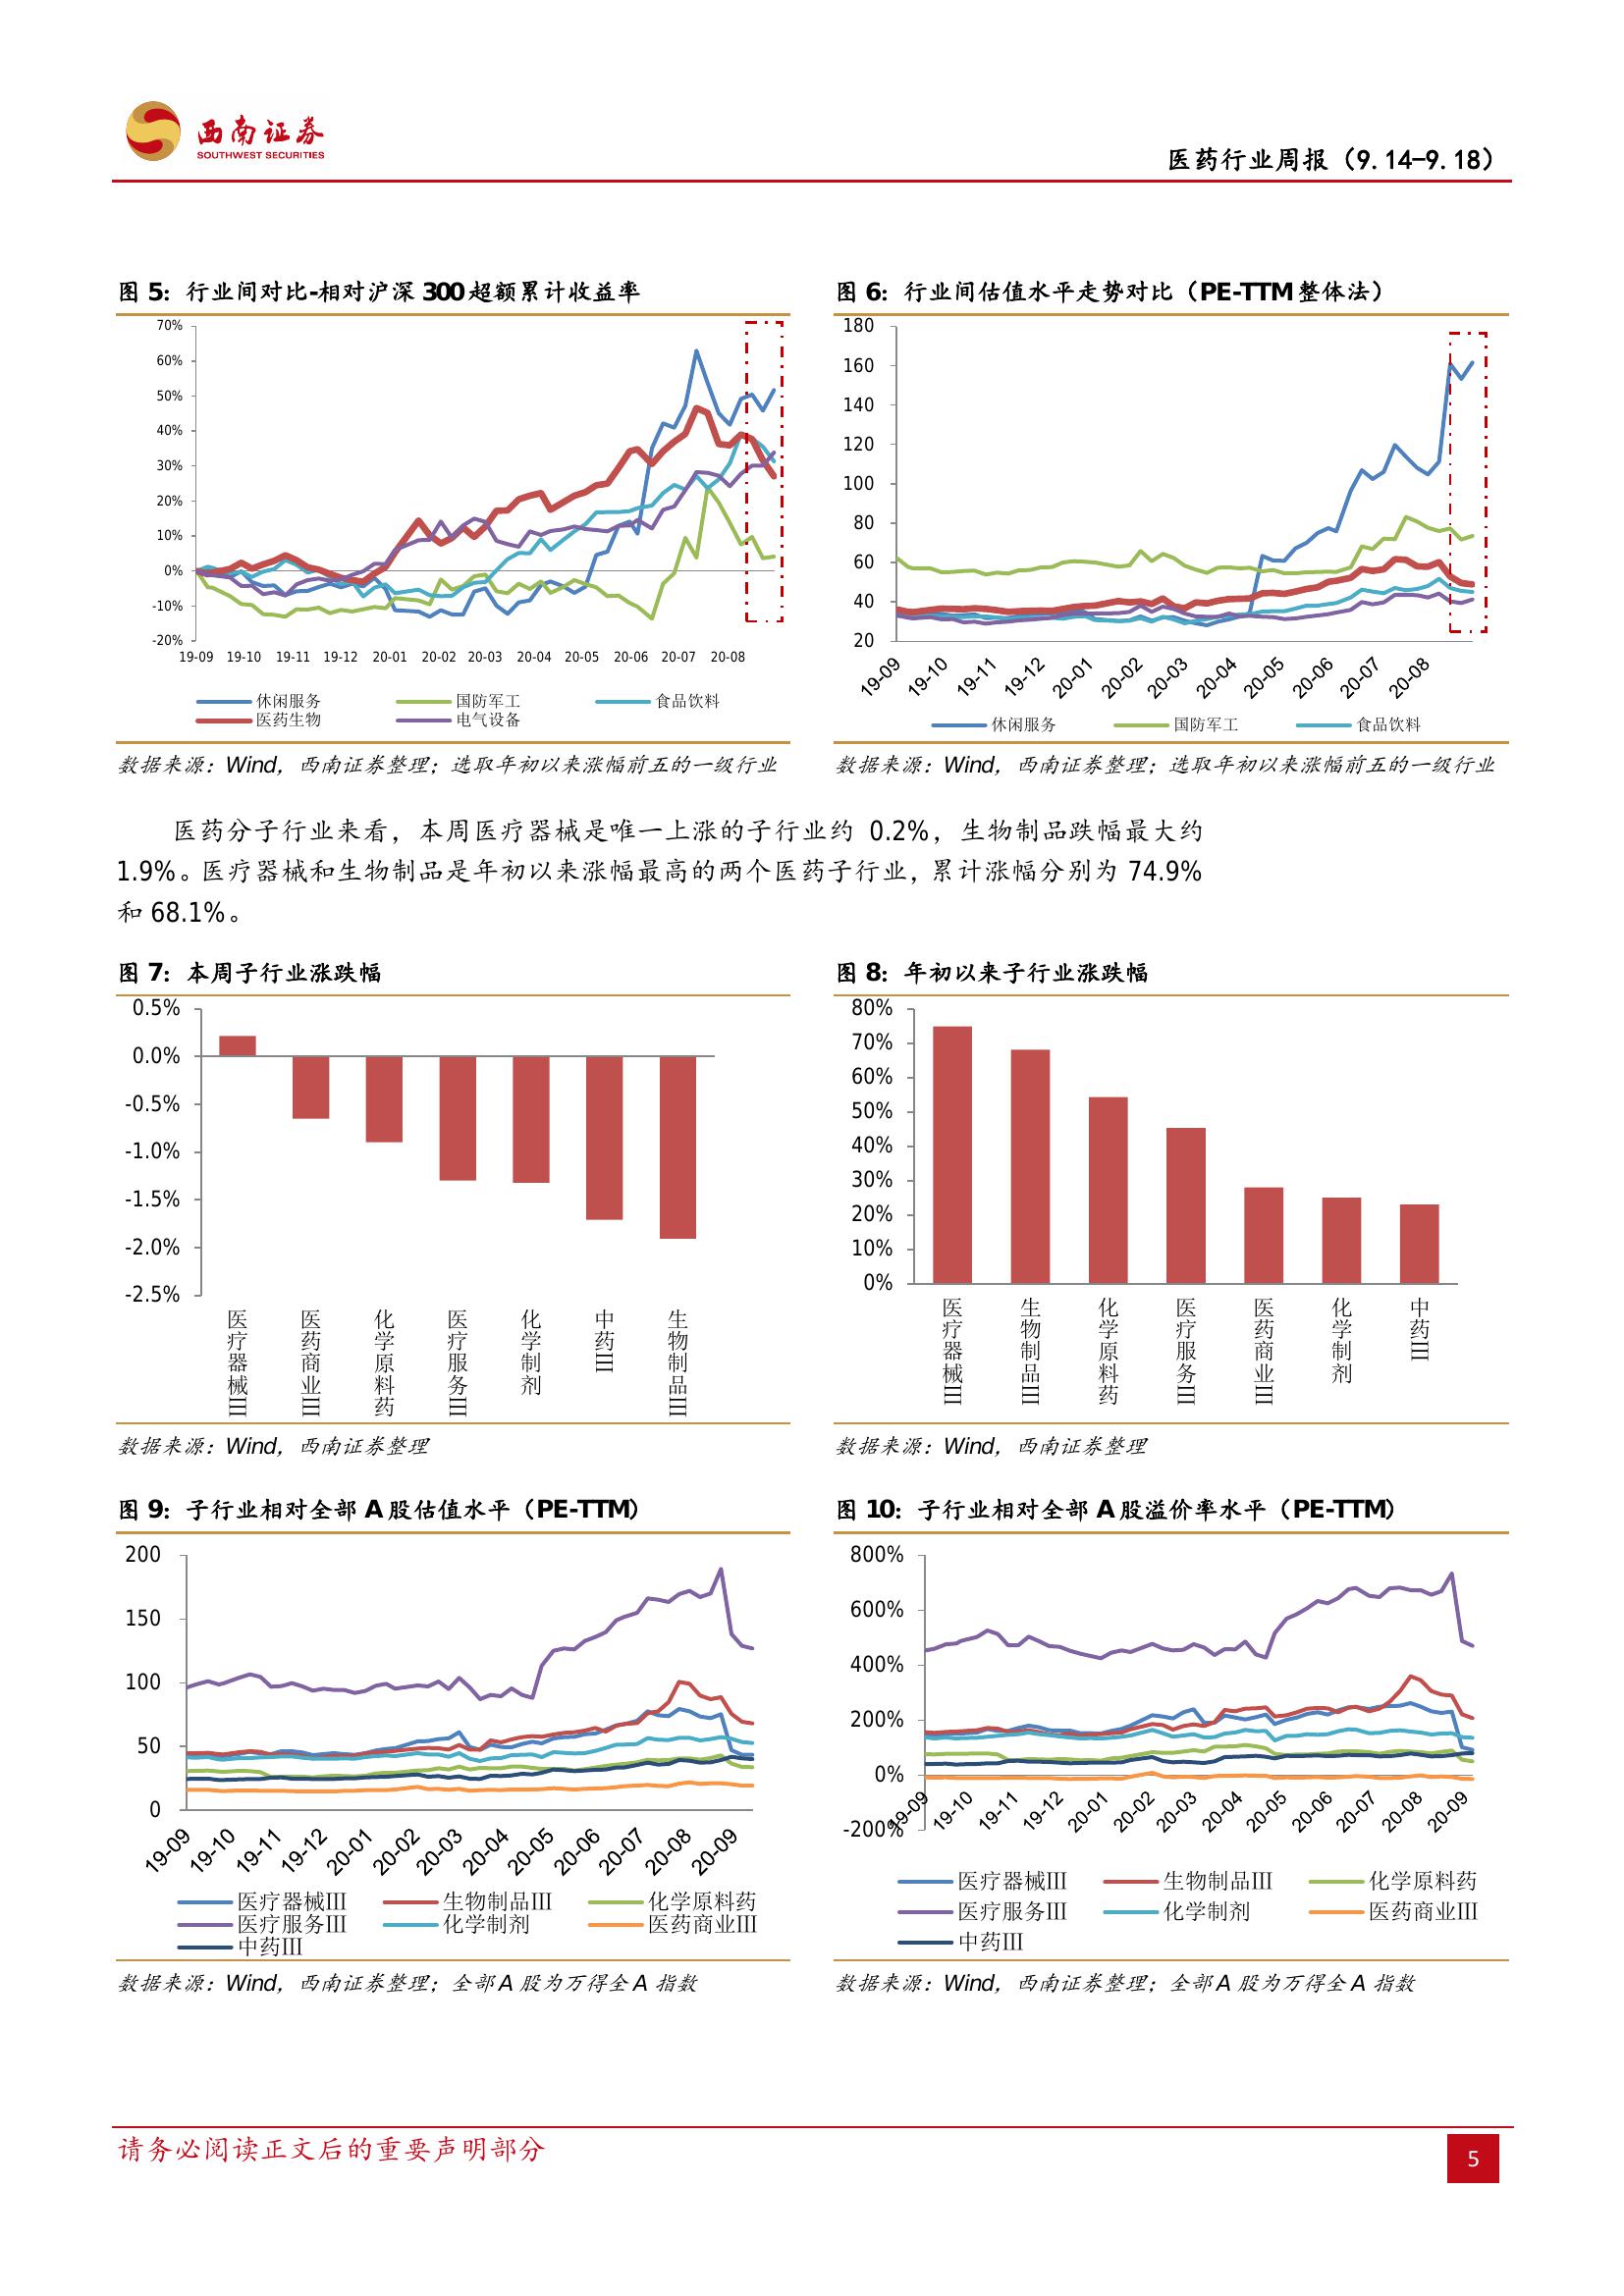 西南证券
SOUTHWEST SECURITIES
医药行业周报（9.14-9.18）
图 5：行业间对比-相对沪深 300 超额累计收益率
70%
60%
50%
40%
30%
20%
10%
0%
-10%
-20%
19-09 19-10 19-11 19-12 20-01 20-02 20-03 20-04 20-05 20-06 20-07 20-08
休闲服务 国防军工 食品饮料
医药生物 电气设备
数据来源：Wind，西南证券整理；选取年初以来涨幅前五的一级行业
图 6：行业间估值水平走势对比（PE-TTM 整体法）
180
160
140
120
100
80
60
40
20
19-09 19-10 19-11 19-12 20-01 20-02 20-03 20-04 20-05 20-06 20-07 20-08
休闲服务 国防军工 食品饮料
数据来源：Wind，西南证券整理；选取年初以来涨幅前五的一级行业
医药分子行业来看，本周医疗器械是唯一上涨的子行业约 0.2%，生物制品跌幅最大约
1.9%。医疗器械和生物制品是年初以来涨幅最高的两个医药子行业，累计涨幅分别为 74.9%
和 68.1%。
图 7：本周子行业涨跌幅
0.5%
0.0%
-0.5%
-1.0%
-1.5%
-2.0%
-2.5%
医疗器械Ⅲ 医药商业Ⅲ 化学原料药 医疗服务Ⅲ 化学制剂 中药Ⅲ 生物制品Ⅲ
数据来源：Wind，西南证券整理
图 8：年初以来子行业涨跌幅
80%
70%
60%
50%
40%
30%
20%
10%
0%
医疗器械Ⅲ 生物制品Ⅲ 化学原料药 医疗服务Ⅲ 医药商业Ⅲ 化学制剂 中药Ⅲ
数据来源：Wind，西南证券整理
图 9：子行业相对全部 A 股估值水平（PE-TTM）
200
150
100
50
0
19-09 19-10 19-11 19-12 20-01 20-02 20-03 20-04 20-05 20-06 20-07 20-08 20-09
医疗器械Ⅲ 生物制品Ⅲ 化学原料药
医疗服务Ⅲ 化学制剂 医药商业Ⅲ
中药Ⅲ
数据来源：Wind，西南证券整理；全部 A 股为万得全 A 指数
图 10：子行业相对全部 A 股溢价率水平（PE-TTM）
800%
600%
400%
200%
0%
-200%
19-09 19-10 19-11 19-12 20-01 20-02 20-03 20-04 20-05 20-06 20-07 20-08 20-09
医疗器械Ⅲ 生物制品Ⅲ 化学原料药
医疗服务Ⅲ 化学制剂 医药商业Ⅲ
中药Ⅲ
数据来源：Wind，西南证券整理；全部 A 股为万得全 A 指数
请务必阅读正文后的重要声明部分
5